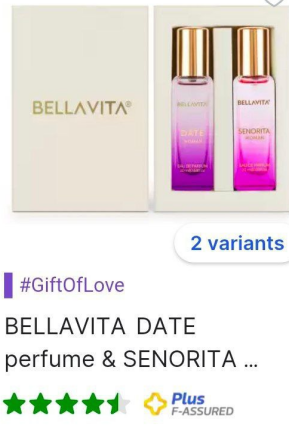 BELLAVITA®
BELLAVITA®
DATE
WOMAN
EAU DE PARFUM
BELLAVITA®
SENORITA
WOMAN
EAU DE PARFUM
2 variants
#GiftOfLove
BELLAVITA DATE
perfume & SENORITA ...
Plus
F-ASSURED